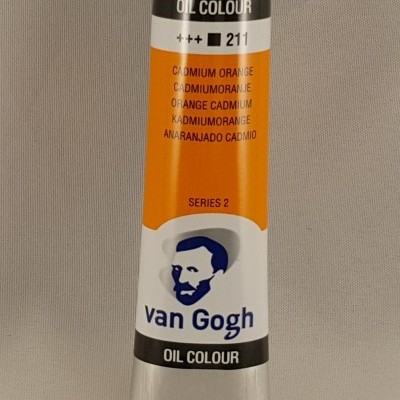 OIL COLOUR
+++ ■ 211
CADMIUM ORANGE
CADMIUMORANJE
ORANGE CADMIUM
KADMIUMORANGE
ANARANJADO CADMIO
SERIES 2
van Gogh
OIL COLOUR